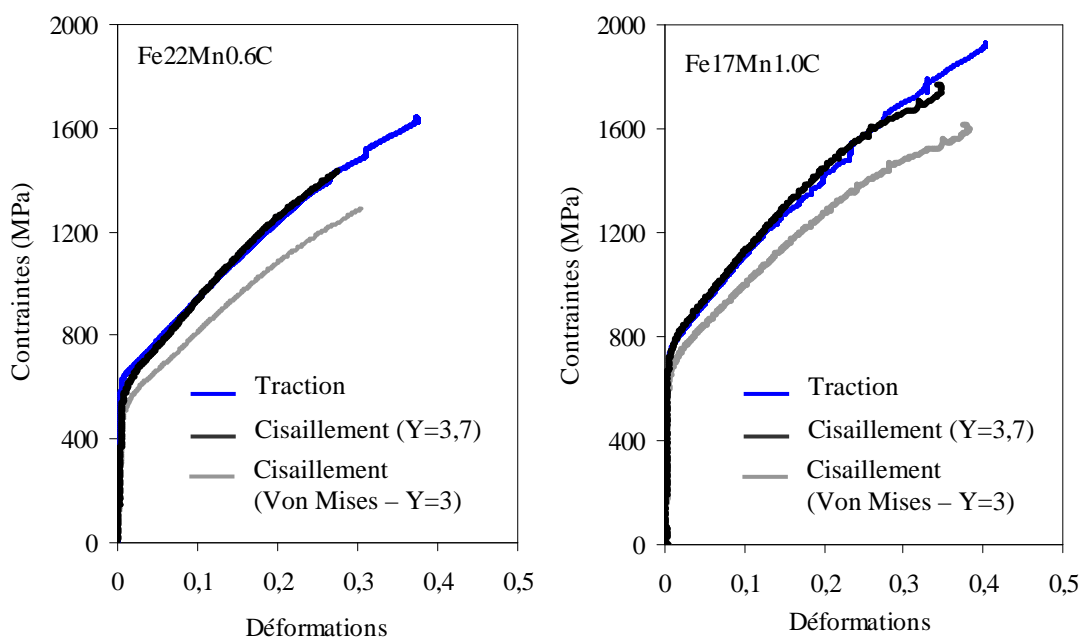 2000
1600
1200
800
400
0
Contraintes (MPa)
Fe22Mn0.6C
Traction
Cisaillement (Y=3,7)
Cisaillement
(Von Mises – Y=3)
0
0,1
0,2
0,3
0,4
0,5
Déformations
2000
1600
1200
800
400
0
Contraintes (MPa)
Fe17Mn1.0C
Traction
Cisaillement (Y=3,7)
Cisaillement
(Von Mises – Y=3)
0
0,1
0,2
0,3
0,4
0,5
Déformations